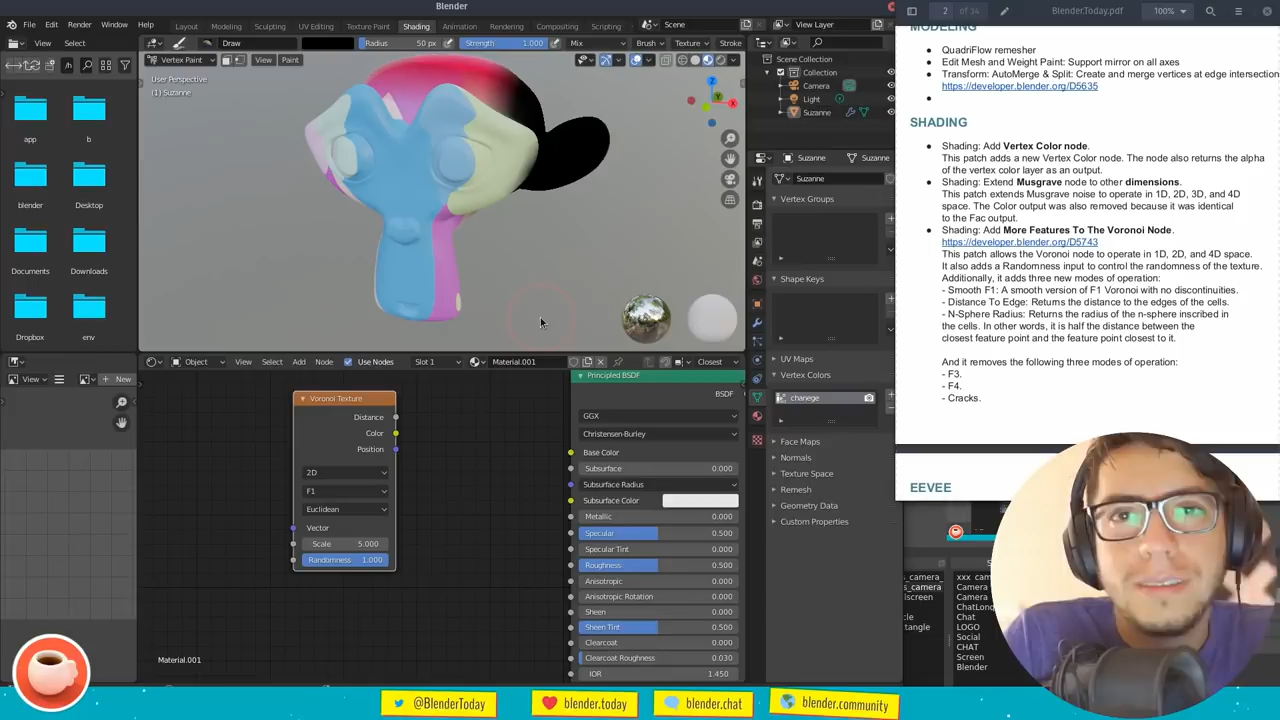 Blender
File
Edit
Render
Window
Help
Layout
Modeling
Sculpting
UV Editing
Texture Paint
Shading
Animation
Rendering
Compositing
Scripting
Scene
View Layer
View
Select
Draw
Radius 50 px
Strength 1.000
Mix
Brush
Texture
Stroke
Vertex Paint
View
Paint
User Perspective
(1) Suzanne
app
b
blender
Desktop
Documents
Downloads
Dropbox
env
Scene Collection
Collection
Camera
Light
Suzanne
Suzanne
Suzanne
Suzanne
Vertex Groups
Shape Keys
UV Maps
Vertex Colors
chanege
Face Maps
Normals
Texture Space
Remesh
Geometry Data
Custom Properties
View
New
Object
View
Select
Add
Node
Use Nodes
Slot 1
Material.001
Closest
Voronoi Texture
Distance
Color
Position
2D
F1
Euclidean
Vector
Scale 5.000
Randomness 1.000
Material.001
Principled BSDF
BSDF
GGX
Christensen-Burley
Base Color
Subsurface 0.000
Subsurface Radius
Subsurface Color
Metallic 0.000
Specular 0.500
Specular Tint 0.000
Roughness 0.500
Anisotropic 0.000
Anisotropic Rotation 0.000
Sheen 0.000
Sheen Tint 0.500
Clearcoat 0.000
Clearcoat Roughness 0.030
IOR 1.450
2 of 34
Blender.Today.pdf
100%
MODELING
● QuadriFlow remesher
● Edit Mesh and Weight Paint: Support mirror on all axes
● Transform: AutoMerge & Split: Create and merge vertices at edge intersection
https://developer.blender.org/D5635
●
SHADING
● Shading: Add Vertex Color node.
This patch adds a new Vertex Color node. The node also returns the alpha
of the vertex color layer as an output.
● Shading: Extend Musgrave node to other dimensions.
This patch extends Musgrave noise to operate in 1D, 2D, 3D, and 4D
space. The Color output was also removed because it was identical
to the Fac output.
● Shading: Add More Features To The Voronoi Node.
https://developer.blender.org/D5743
This patch allows the Voronoi node to operate in 1D, 2D, and 4D space.
It also adds a Randomness input to control the randomness of the texture.
Additionally, it adds three new modes of operation:
- Smooth F1: A smooth version of F1 Voronoi with no discontinuities.
- Distance To Edge: Returns the distance to the edges of the cells.
- N-Sphere Radius: Returns the radius of the n-sphere inscribed in
the cells. In other words, it is half the distance between the
closest feature point and the feature point closest to it.
And it removes the following three modes of operation:
- F3.
- F4.
- Cracks.
EEVEE
xxx cam
Camera
Camera
ChatLong
Chat
LOGO
Social
CHAT
Screen
Blender
@BlenderToday
blender.today
blender.chat
blender.community